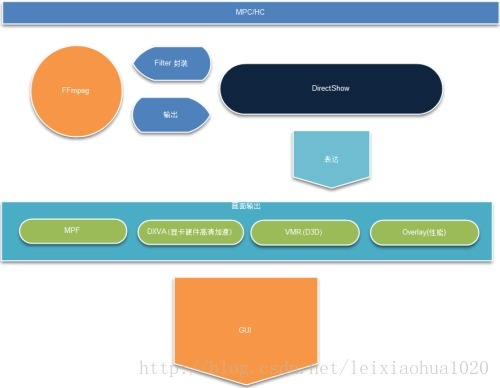 MPC/HC
FFmpeg
Filter 封装
输出
DirectShow
表达
画面输出
MPF
DXVA(显卡硬件高清加速)
VMR(D3D)
Overlay(性能)
GUI
http://blog.csdn.net/leixiaohua1020